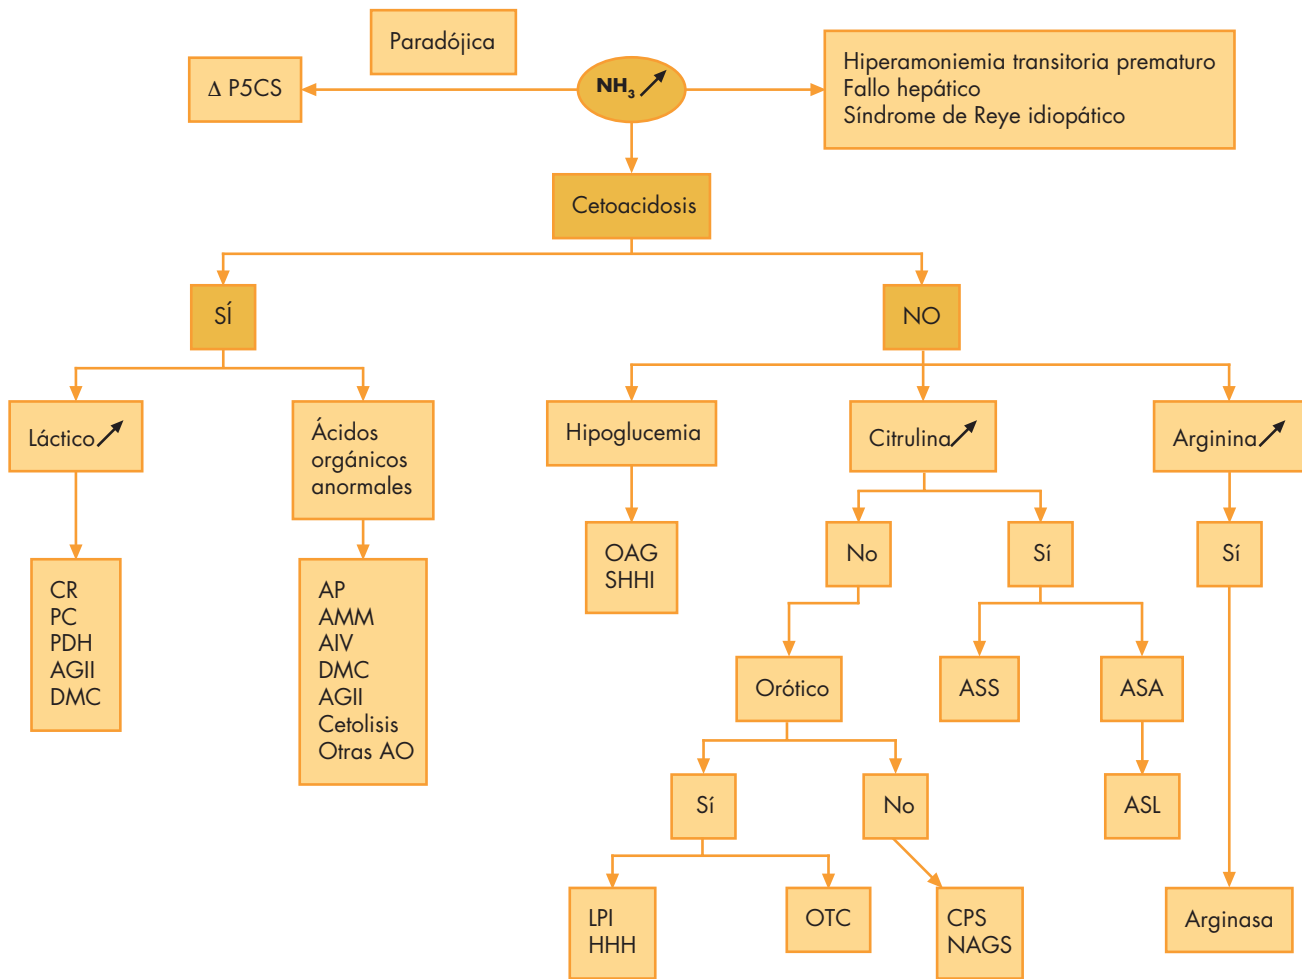 Paradójica
Δ P5CS
NH₃
Hiperamoniemia transitoria prematuro
Fallo hepático
Síndrome de Reye idiopático
Cetoacidosis
SÍ
NO
Láctico
Ácidos
orgánicos
anormales
Hipoglucemia
Citrulina
Arginina
CR
PC
PDH
AGII
DMC
AP
AMM
AIV
DMC
AGII
Cetolisis
Otras AO
OAG
SHHI
No
Sí
Sí
Orótico
ASS
ASA
Sí
No
ASL
LPI
HHH
OTC
CPS
NAGS
Arginasa